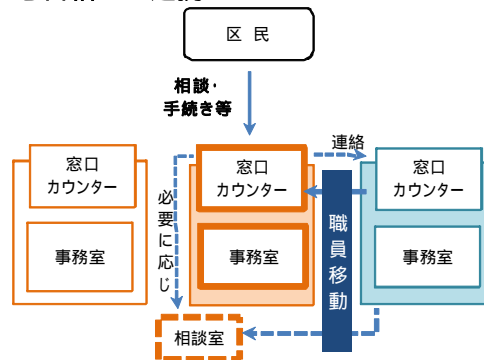 区 民
相談・
手続き等
連絡
窓口
カウンター
窓口
カウンター
窓口
カウンター
必要に応じ
職員移動
事務室
事務室
事務室
相談室